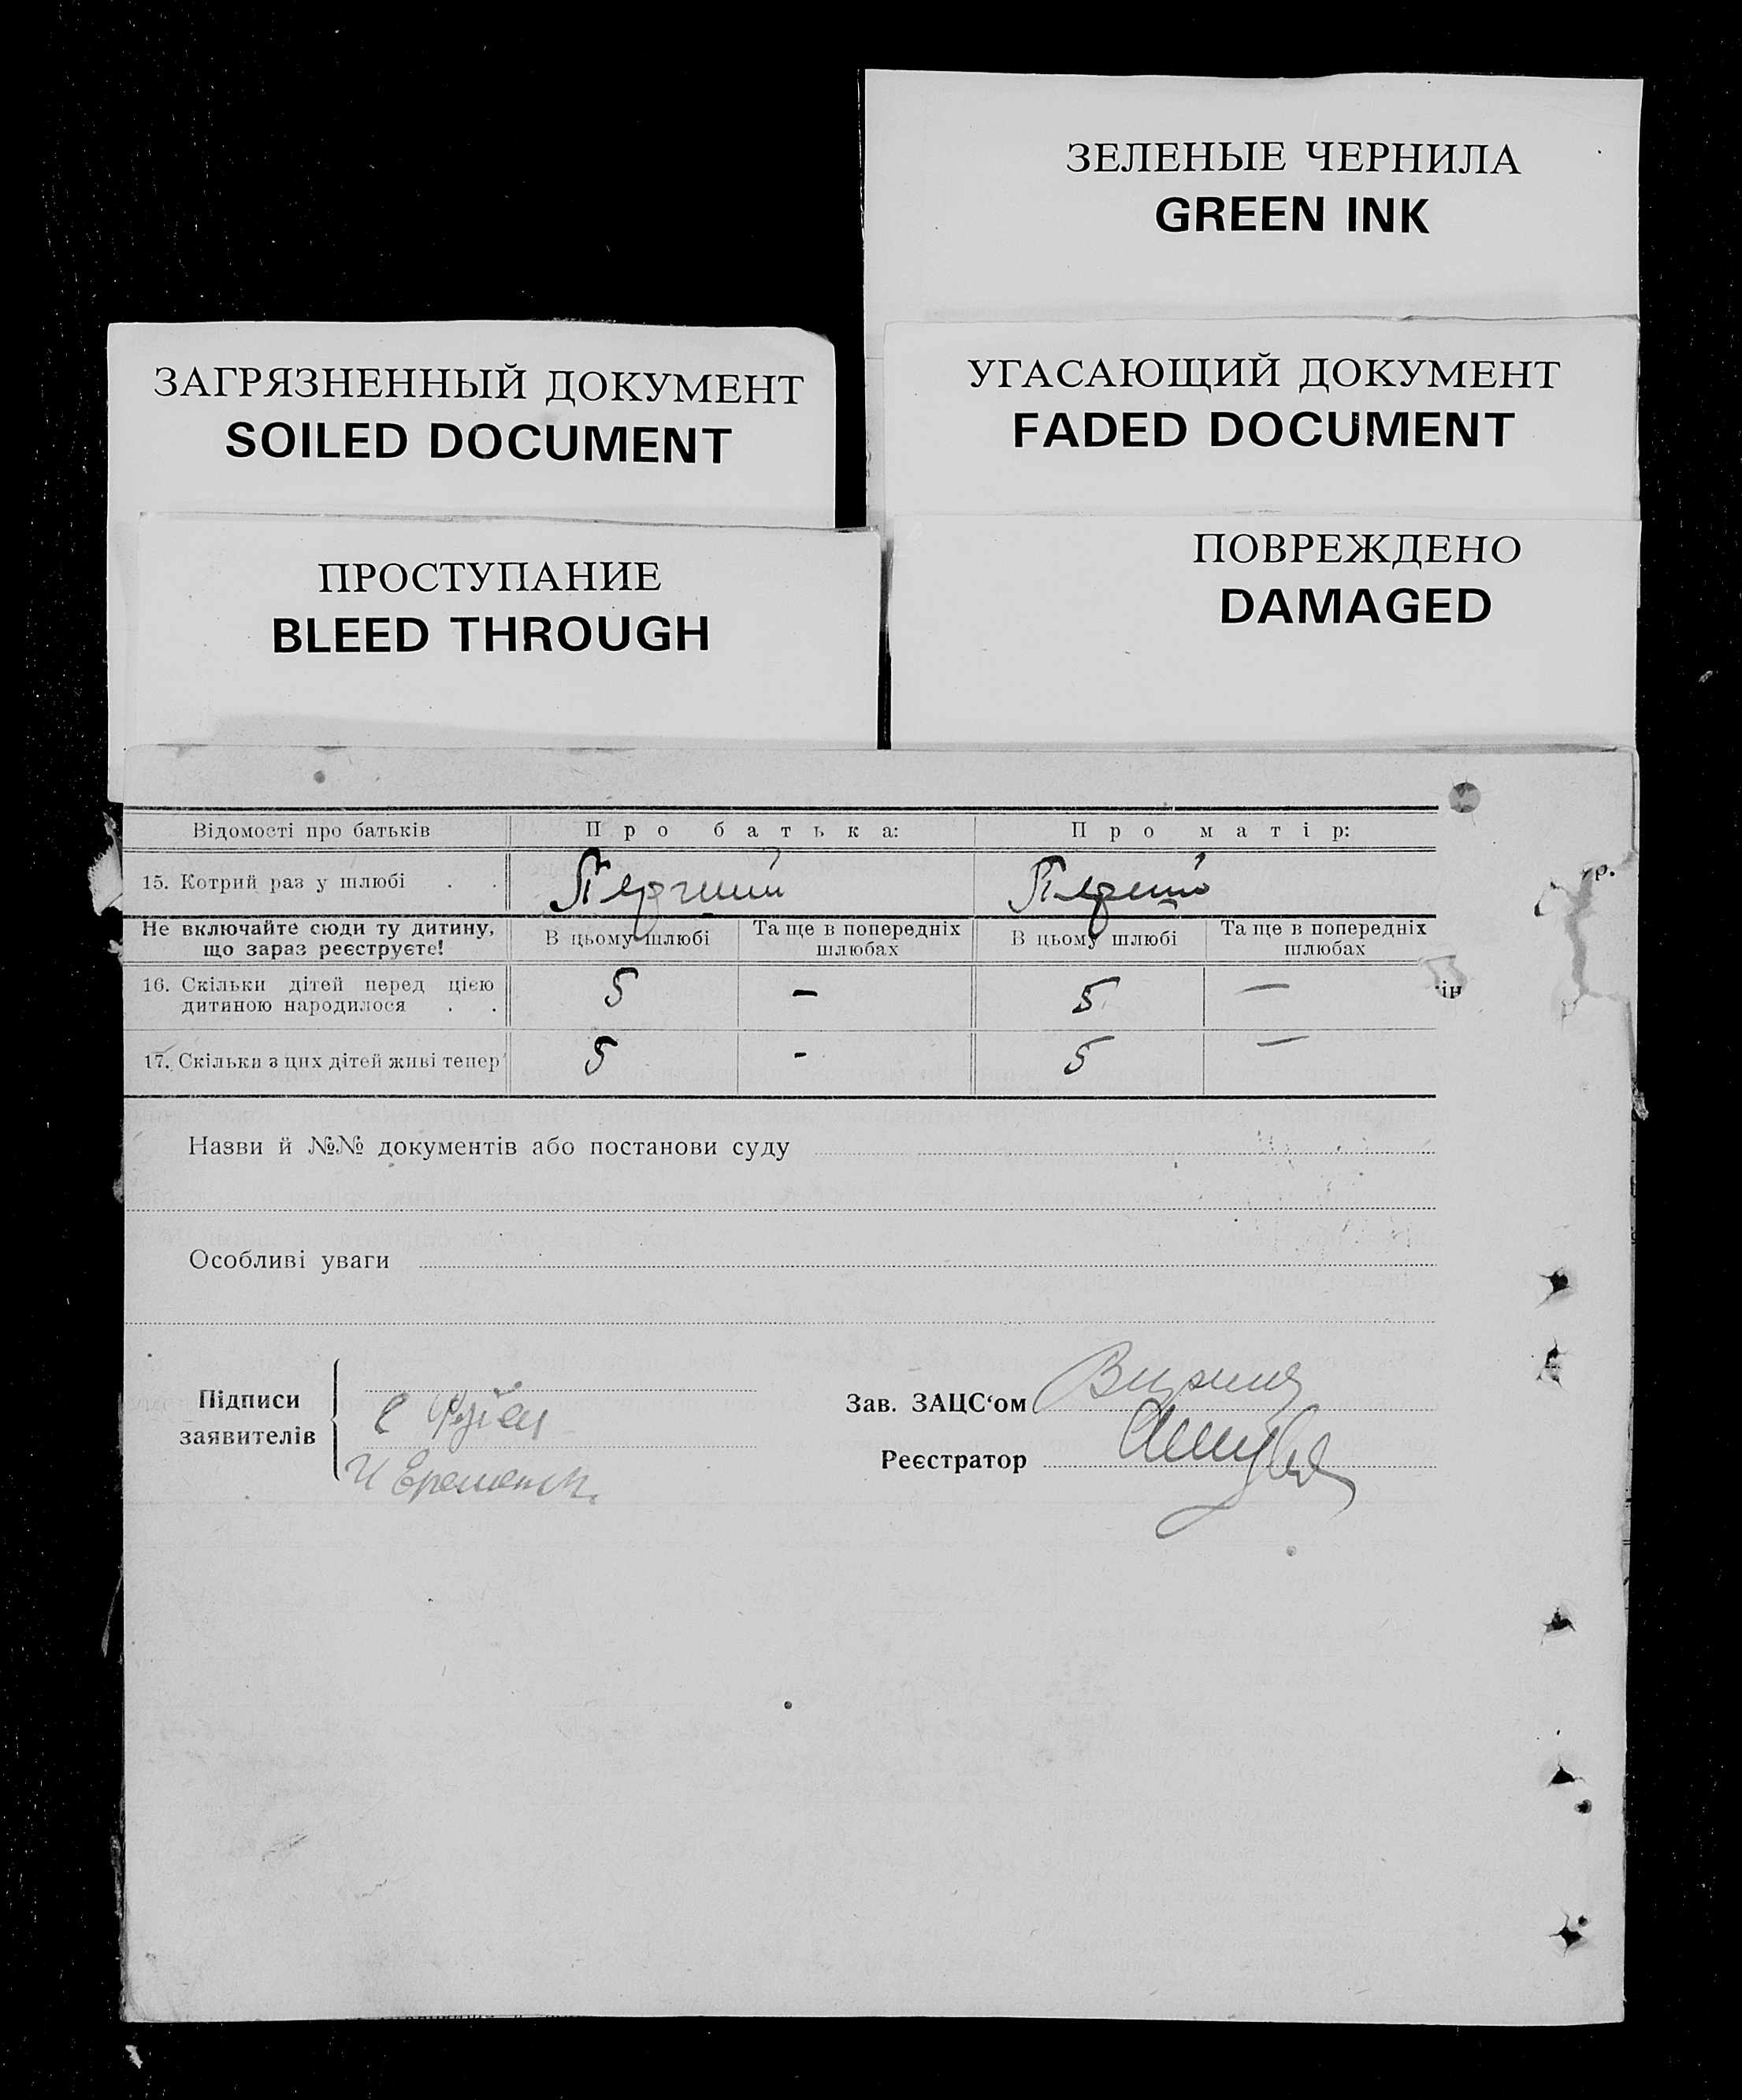 ЗЕЛЕНЫЕ ЧЕРНИЛА
GREEN INK
ЗАГРЯЗНЕННЫЙ ДОКУМЕНТ
SOILED DOCUMENT
УГАСАЮЩИЙ ДОКУМЕНТ
FADED DOCUMENT
ПРОСТУПАНИЕ
BLEED THROUGH
ПОВРЕЖДЕНО
DAMAGED
Відомості про батьків Про батька: Про матір:
15. Котрий раз у шлюбі . .
р.
Не включайте сюди ту дитину, що зараз реєструєте!
В цьому шлюбі Та ще в попередніх шлюбах В цьому шлюбі Та ще в попередніх шлюбах
16. Скільки дітей перед цією
дитиною народилося . . 5 – 5 –
ін
17. Скільки з цих дітей живі тепер 5 - 5 –
Назви й №№ документів або постанови суду
Особливі уваги
Підписи
заявителів
Зав. ЗАЦС‘ом
Реєстратор